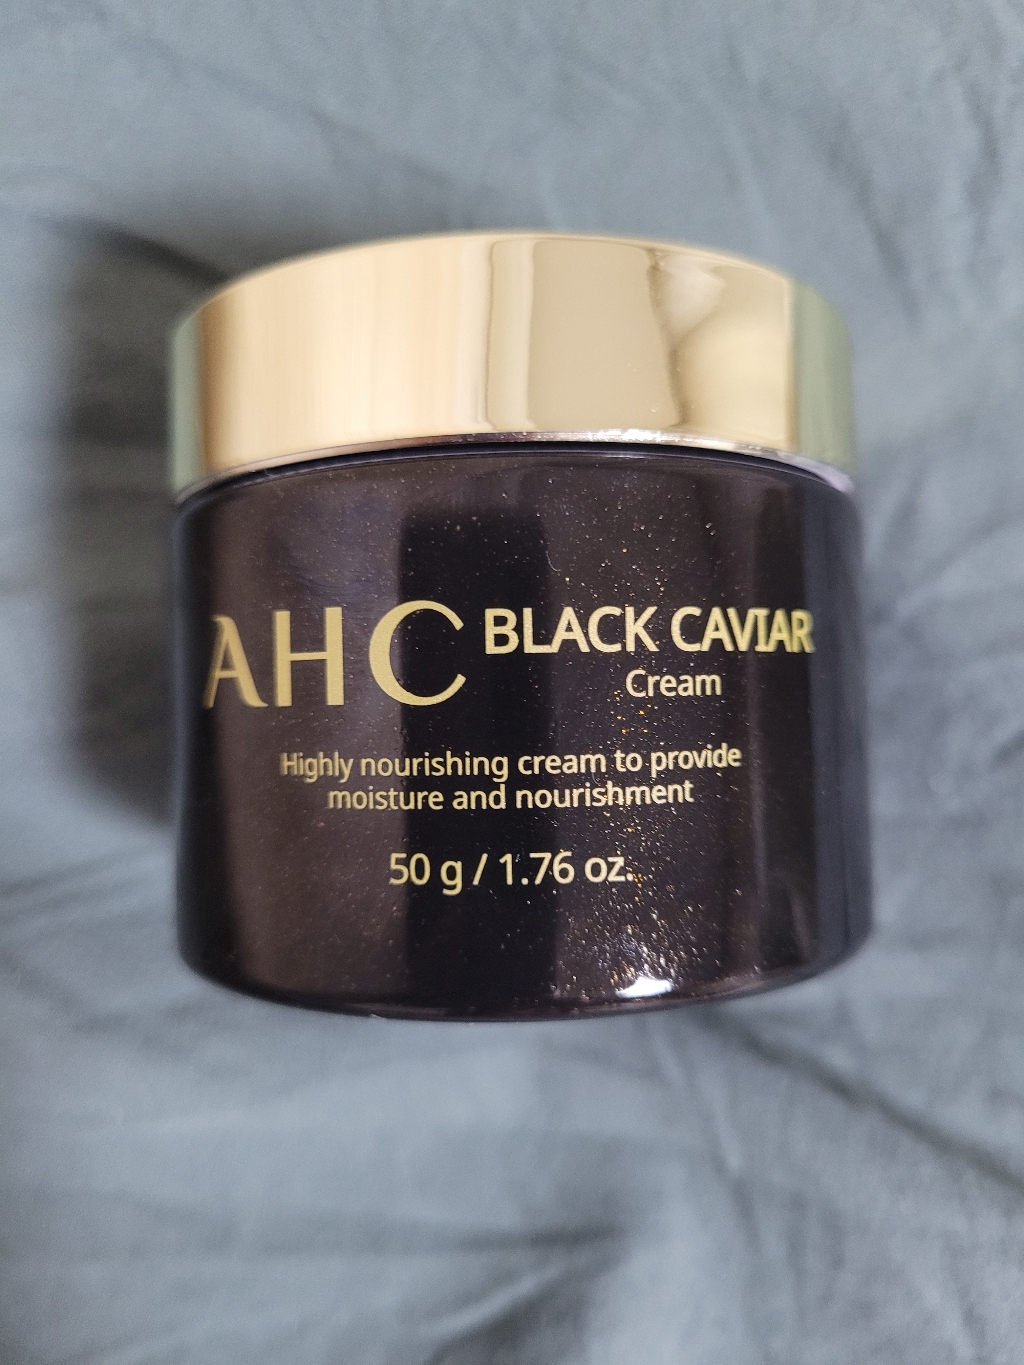 AHC BLACK CAVIAR
Cream
Highly nourishing cream to provide
moisture and nourishment
50 g / 1.76 oz.